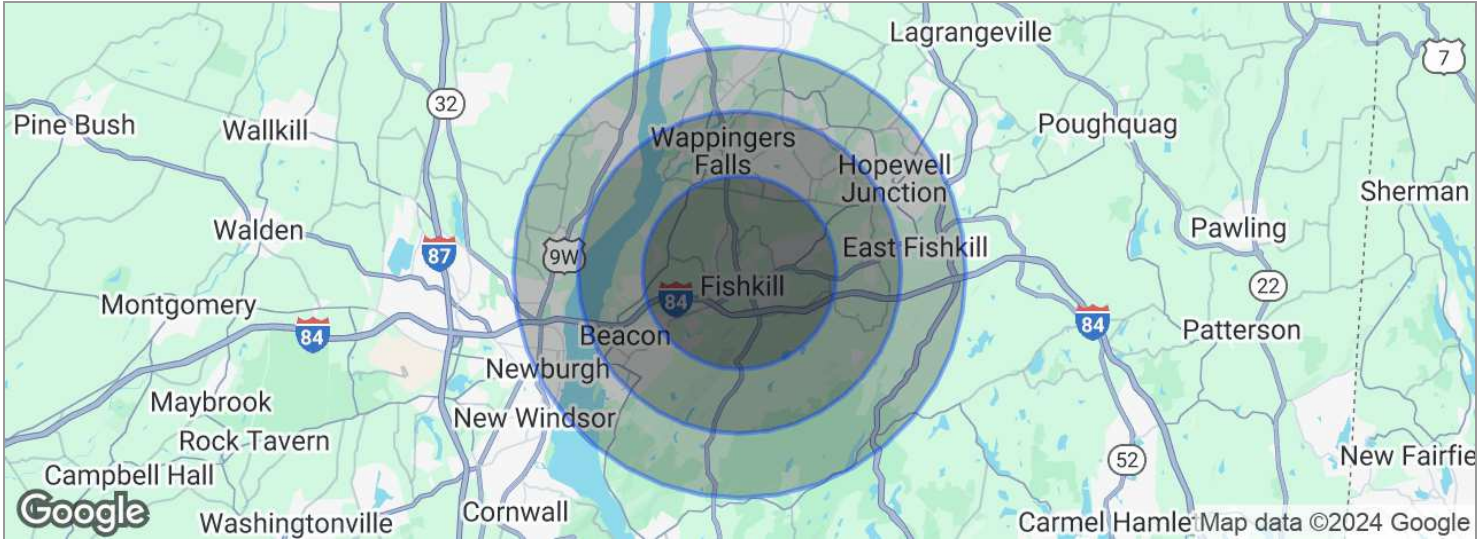 Lagrangeville
7
32
Pine Bush
Wallkill
Wappingers
Falls
Poughquag
Hopewell
Junction
Sherman
Walden
87
9W
East Fishkill
Pawling
Fishkill
84
22
Montgomery
84
Beacon
84
Patterson
Newburgh
Maybrook
New Windsor
Rock Tavern
52
New Fairfie
Campbell Hall
Google
Washingtonville
Cornwall
Carmel Hamlet
Map data ©2024 Google